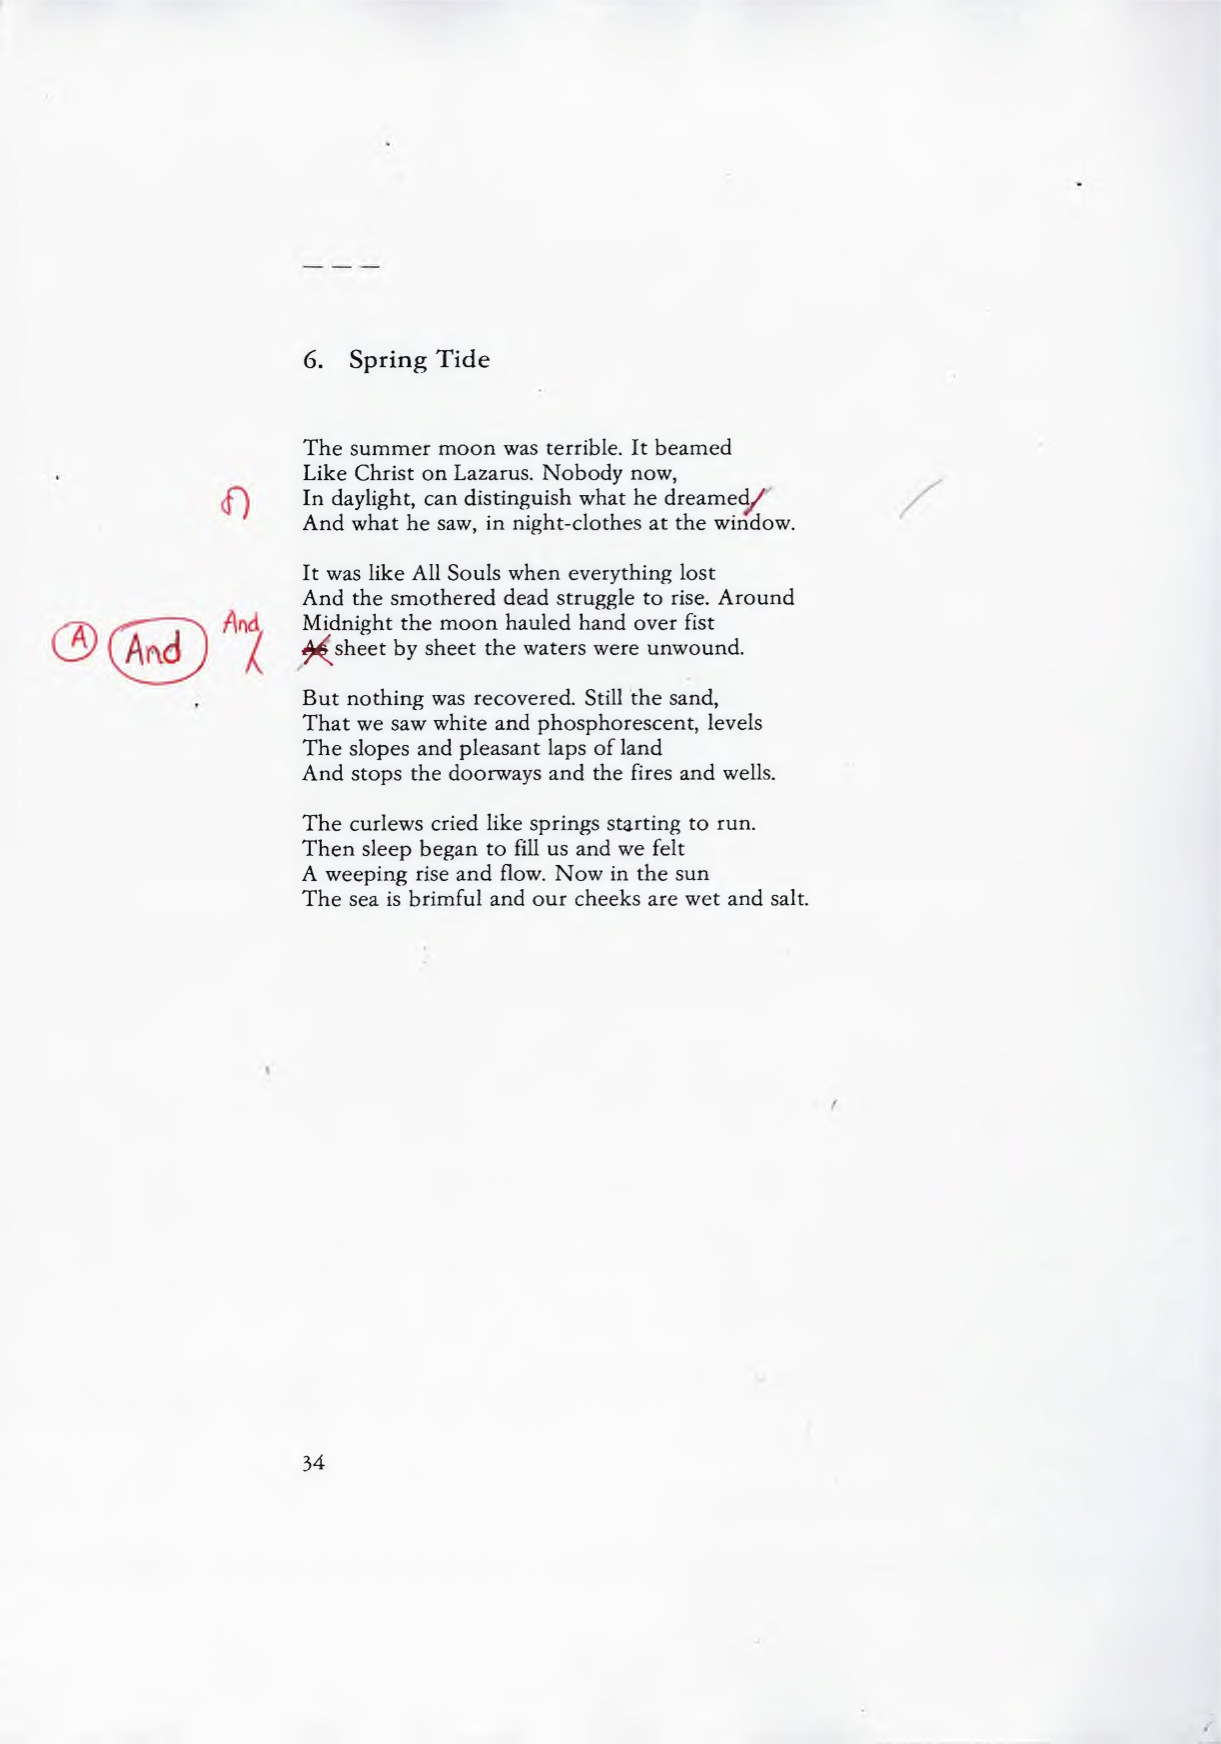 — — —
6. Spring Tide
The summer moon was terrible. It beamed
Like Christ on Lazarus. Nobody now,
In daylight, can distinguish what he dreamed,
And what he saw, in night-clothes at the window.
It was like All Souls when everything lost
And the smothered dead struggle to rise. Around
Midnight the moon hauled hand over fist
A And And
As sheet by sheet the waters were unwound.
But nothing was recovered. Still the sand,
That we saw white and phosphorescent, levels
The slopes and pleasant laps of land
And stops the doorways and the fires and wells.
The curlews cried like springs starting to run.
Then sleep began to fill us and we felt
A weeping rise and flow. Now in the sun
The sea is brimful and our cheeks are wet and salt.
34